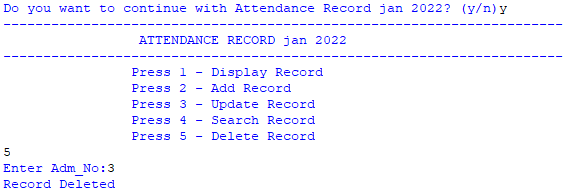 Do you want to continue with Attendance Record jan 2022? (y/n)y
----------------------------------------------------------------------
ATTENDANCE RECORD jan 2022
----------------------------------------------------------------------
Press 1 - Display Record
Press 2 - Add Record
Press 3 - Update Record
Press 4 - Search Record
Press 5 - Delete Record
5
Enter Adm_No:3
Record Deleted